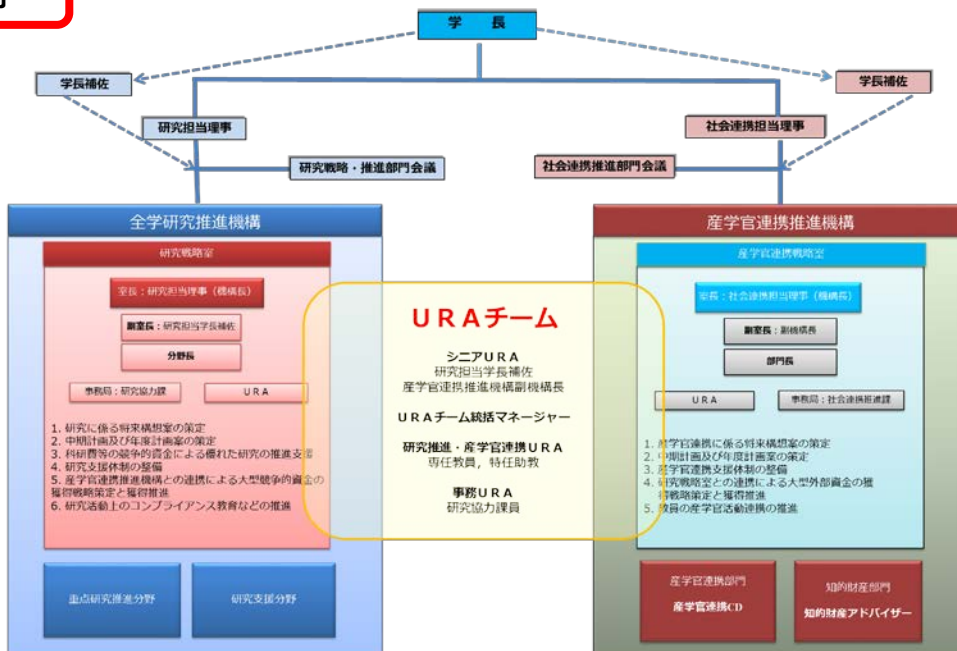 学　長
学長補佐
学長補佐
研究担当理事
社会連携担当理事
研究戦略・推進部門会議
社会連携推進部門会議
全学研究推進機構
研究戦略室
室長：研究担当理事（機構長）
副室長：研究担当学長補佐
分野長
事務局：研究協力課
ＵＲＡ
1. 研究に係る将来構想案の策定
2. 中期計画及び年度計画案の策定
3. 科研費等の競争的資金による優れた研究の推進支援
4. 研究支援体制の整備
5. 産学官連携推進機構との連携による大型競争的資金の
獲得戦略策定と獲得推進
6. 研究活動上のコンプライアンス教育などの推進
重点研究推進分野
研究支援分野
ＵＲＡチーム
シニアＵＲＡ
研究担当学長補佐
産学官連携推進機構副機構長
ＵＲＡチーム統括マネージャー
研究推進・産学官連携ＵＲＡ
専任教員，特任助教
事務ＵＲＡ
研究協力課員
産学官連携推進機構
産学官連携戦略室
室長：社会連携担当理事（機構長）
副室長：副機構長
部門長
ＵＲＡ
事務局：社会連携推進課
1. 産学官連携に係る将来構想案の策定
2. 中期計画及び年度計画案の策定
3. 産学官連携支援体制の整備
4. 研究戦略室との連携による大型外部資金の獲
得戦略策定と獲得推進
5. 教員の産学官活動連携の推進
産学官連携部門
産学官連携CD
知的財産部門
知的財産アドバイザー